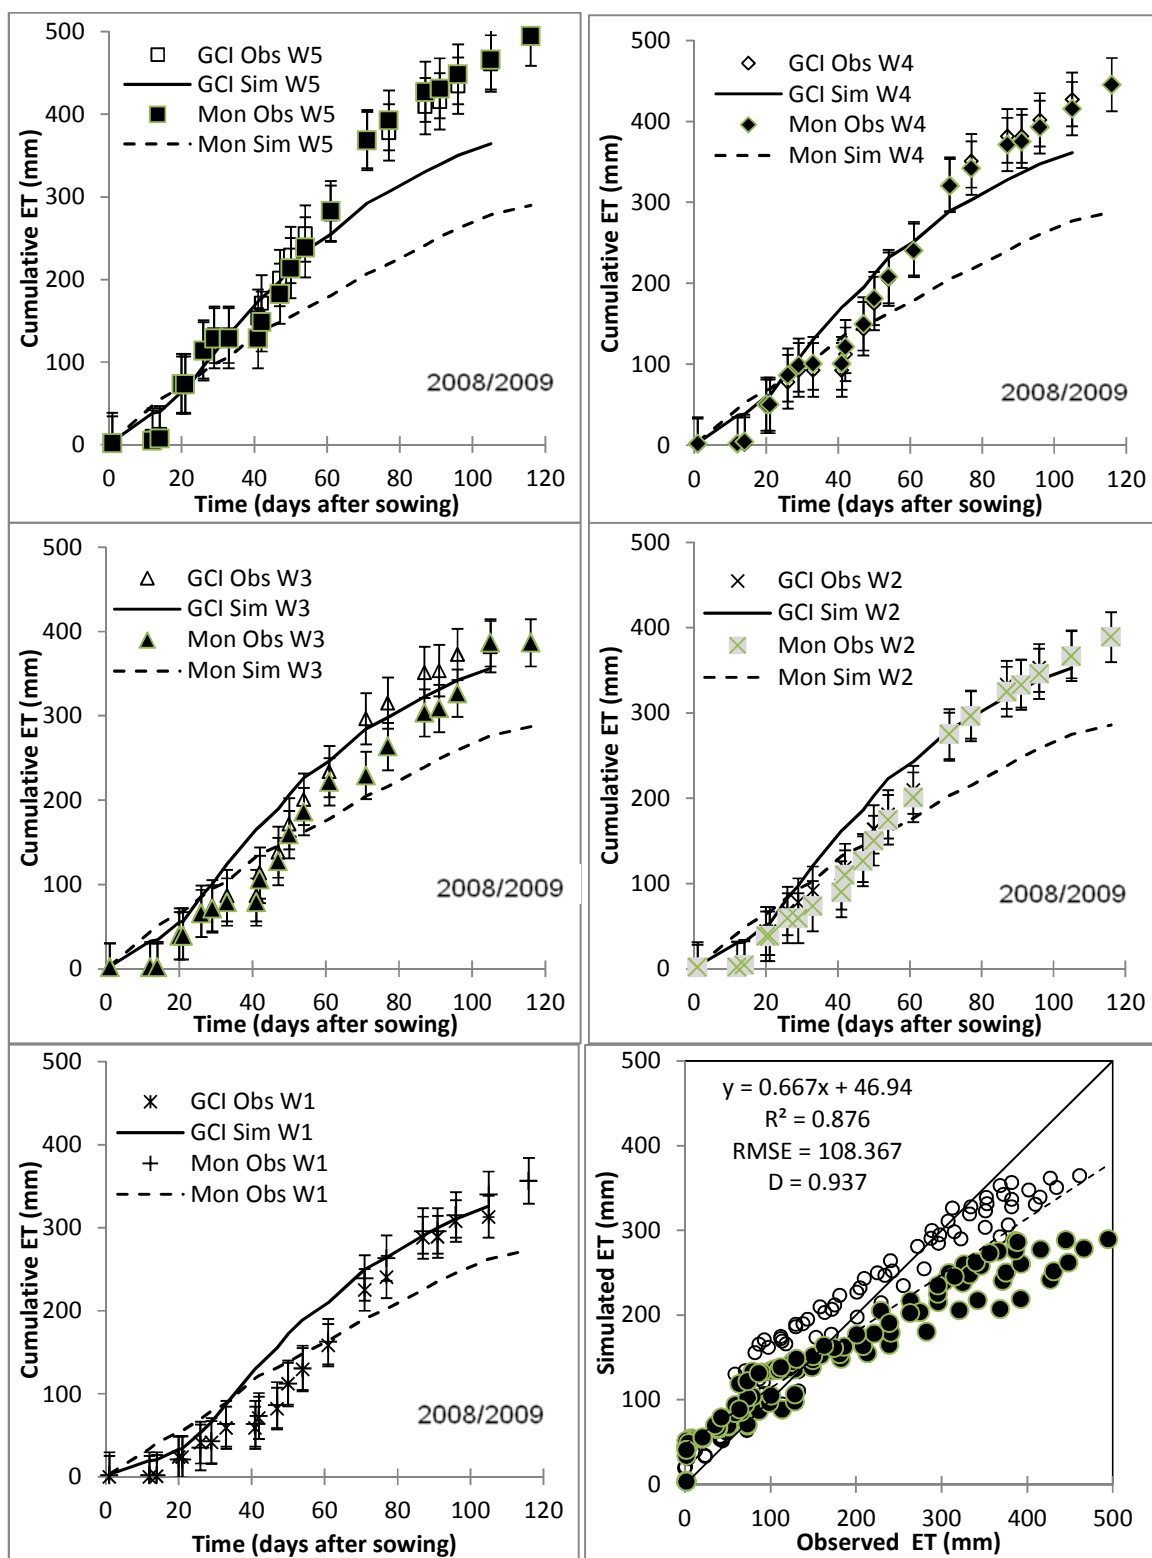 500
400
300
200
100
0
Cumulative ET (mm)
GCI Obs W5
GCI Sim W5
Mon Obs W5
Mon Sim W5
2008/2009
0 20 40 60 80 100 120
Time (days after sowing)
500
400
300
200
100
0
Cumulative ET (mm)
GCI Obs W4
GCI Sim W4
Mon Obs W4
Mon Sim W4
2008/2009
0 20 40 60 80 100 120
Time (days after sowing)
500
400
300
200
100
0
Cumulative ET (mm)
GCI Obs W3
GCI Sim W3
Mon Obs W3
Mon Sim W3
2008/2009
0 20 40 60 80 100 120
Time (days after sowing)
500
400
300
200
100
0
Cumulative ET (mm)
GCI Obs W2
GCI Sim W2
Mon Obs W2
Mon Sim W2
2008/2009
0 20 40 60 80 100 120
Time (days after sowing)
500
400
300
200
100
0
Cumulative ET (mm)
GCI Obs W1
GCI Sim W1
Mon Obs W1
Mon Obs W1
2008/2009
0 20 40 60 80 100 120
Time (days after sowing)
500
400
300
200
100
0
Simulated ET (mm)
y = 0.667x + 46.94
R² = 0.876
RMSE = 108.367
D = 0.937
0 100 200 300 400 500
Observed ET (mm)